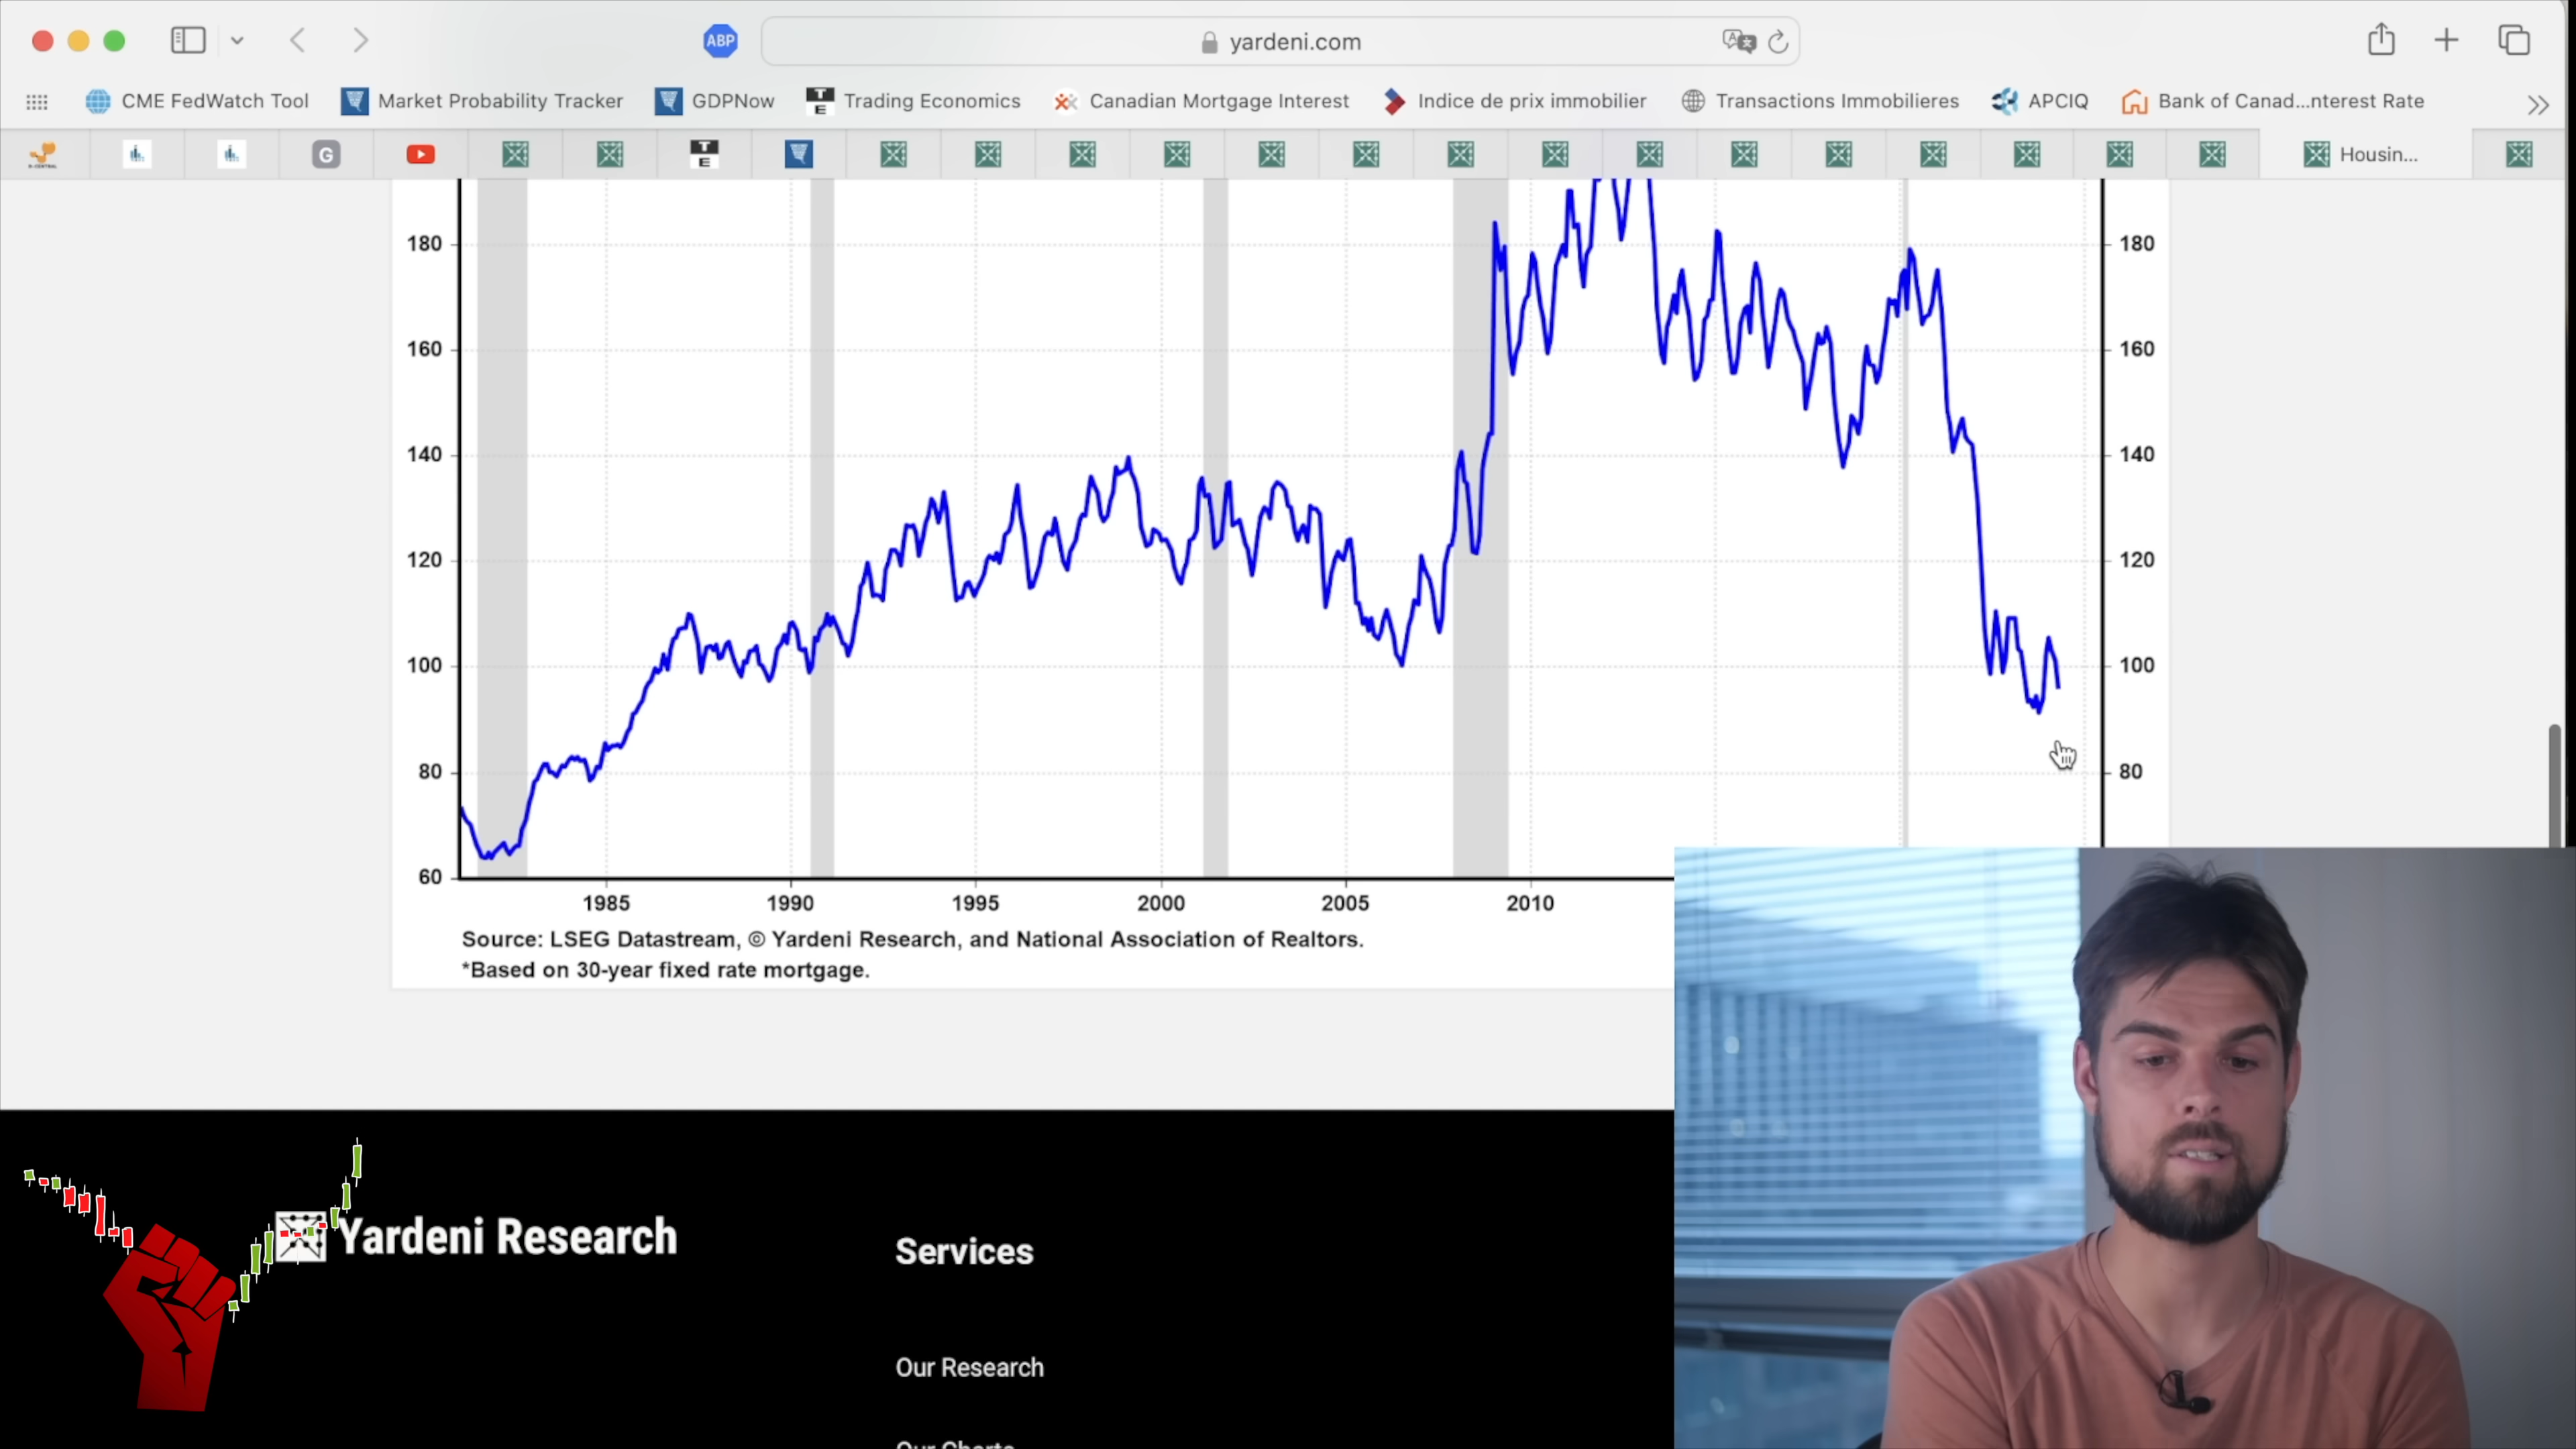 ABP
yardeni.com
CME FedWatch Tool
Market Probability Tracker
GDPNow
T
E
Trading Economics
Canadian Mortgage Interest
Indice de prix immobilier
Transactions Immobilieres
APCIQ
Bank of Canad...nterest Rate
G
T
E
Housin...
180
180
160
160
140
140
120
120
100
100
80
80
60
1985
1990
1995
2000
2005
2010
Source: LSEG Datastream, © Yardeni Research, and National Association of Realtors.
*Based on 30-year fixed rate mortgage.
Yardeni Research
Services
Our Research
Our Charts